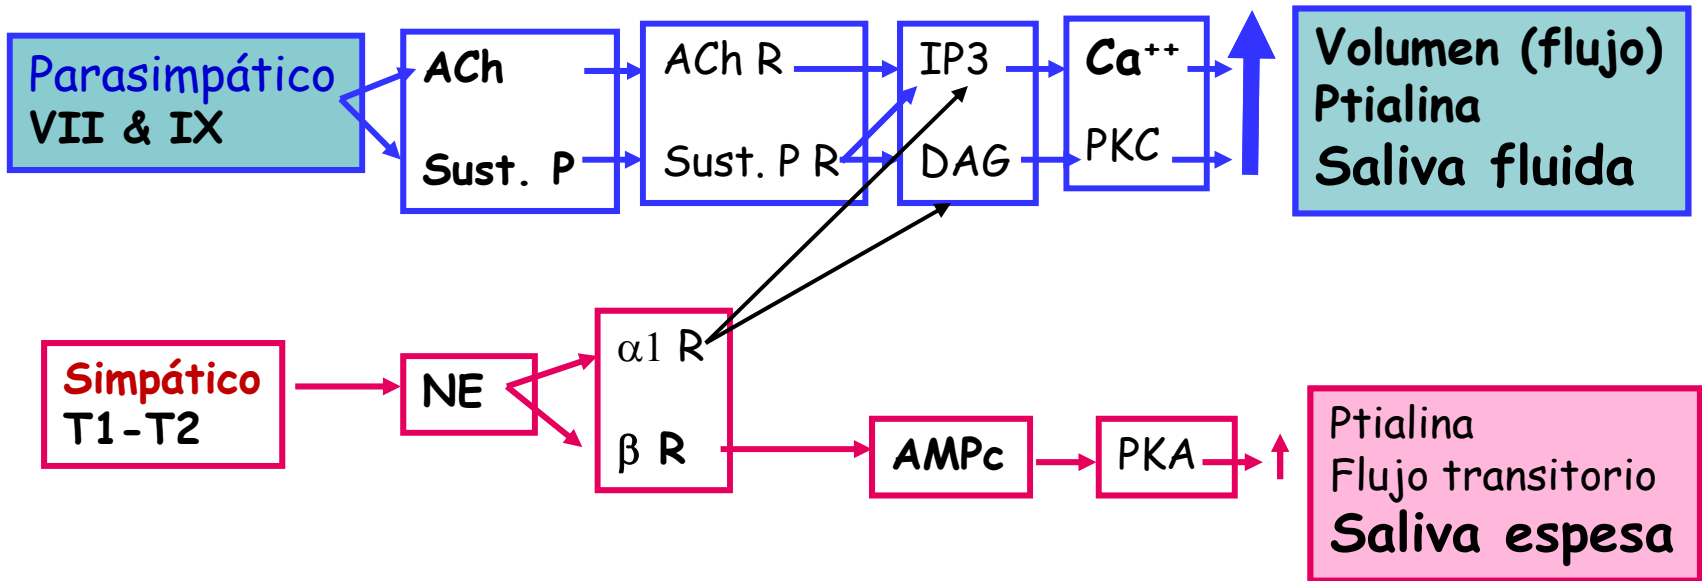 Parasimpático
VII & IX
ACh
Sust. P
ACh R
Sust. P R
IP3
DAG
Ca++
PKC
Volumen (flujo)
Ptialina
Saliva fluida
Simpático
T1-T2
NE
α1 R
β R
AMPc
PKA
Ptialina
Flujo transitorio
Saliva espesa